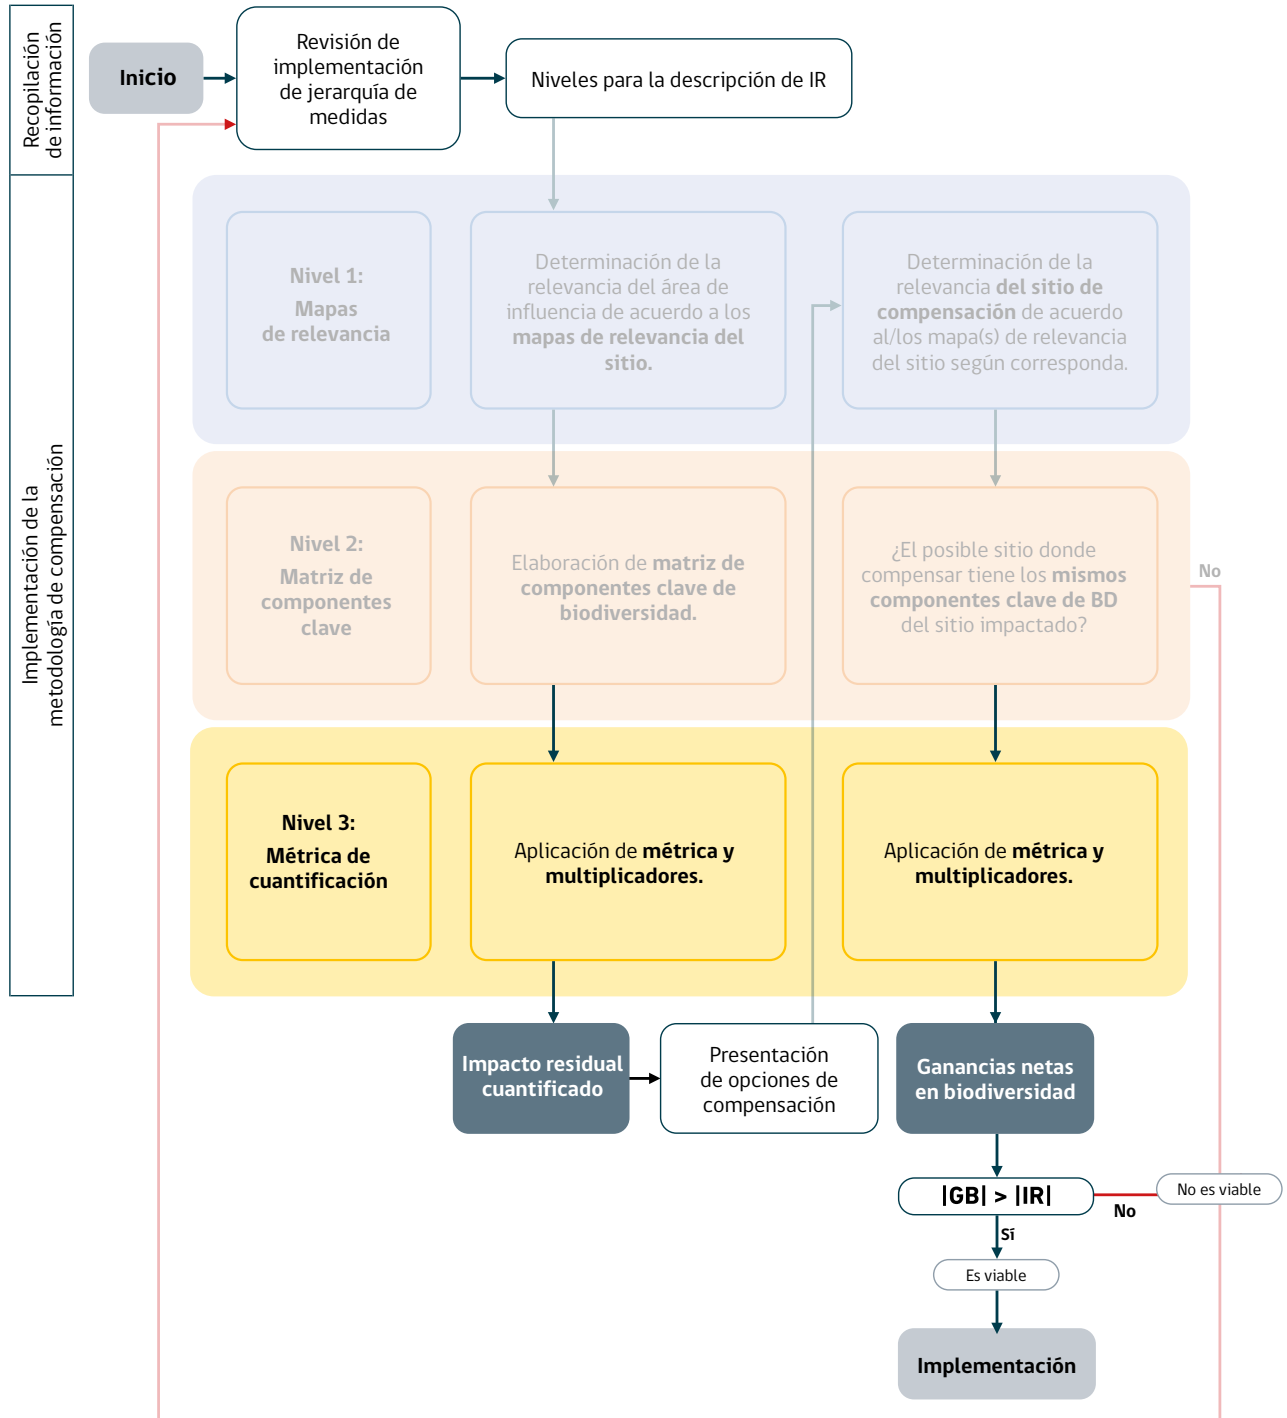 Recopilación
de información
Inicio
Revisión de
implementación
de jerarquía de
medidas
Niveles para la descripción de IR
Implementación de la
metodología de compensación
Nivel 1:
Mapas
de relevancia
Determinación de la
relevancia del área de
influencia de acuerdo a los
mapas de relevancia del
sitio.
Determinación de la
relevancia del sitio de
compensación de acuerdo
al/los mapa(s) de relevancia
del sitio según corresponda.
Nivel 2:
Matriz de
componentes
clave
Elaboración de matriz de
componentes clave de
biodiversidad.
¿El posible sitio donde
compensar tiene los mismos
componentes clave de BD
del sitio impactado?
No
Nivel 3:
Métrica de
cuantificación
Aplicación de métrica y
multiplicadores.
Aplicación de métrica y
multiplicadores.
Impacto residual
cuantificado
Presentación
de opciones de
compensación
Ganancias netas
en biodiversidad
|GB| > |IR|
No
No es viable
Sí
Es viable
Implementación